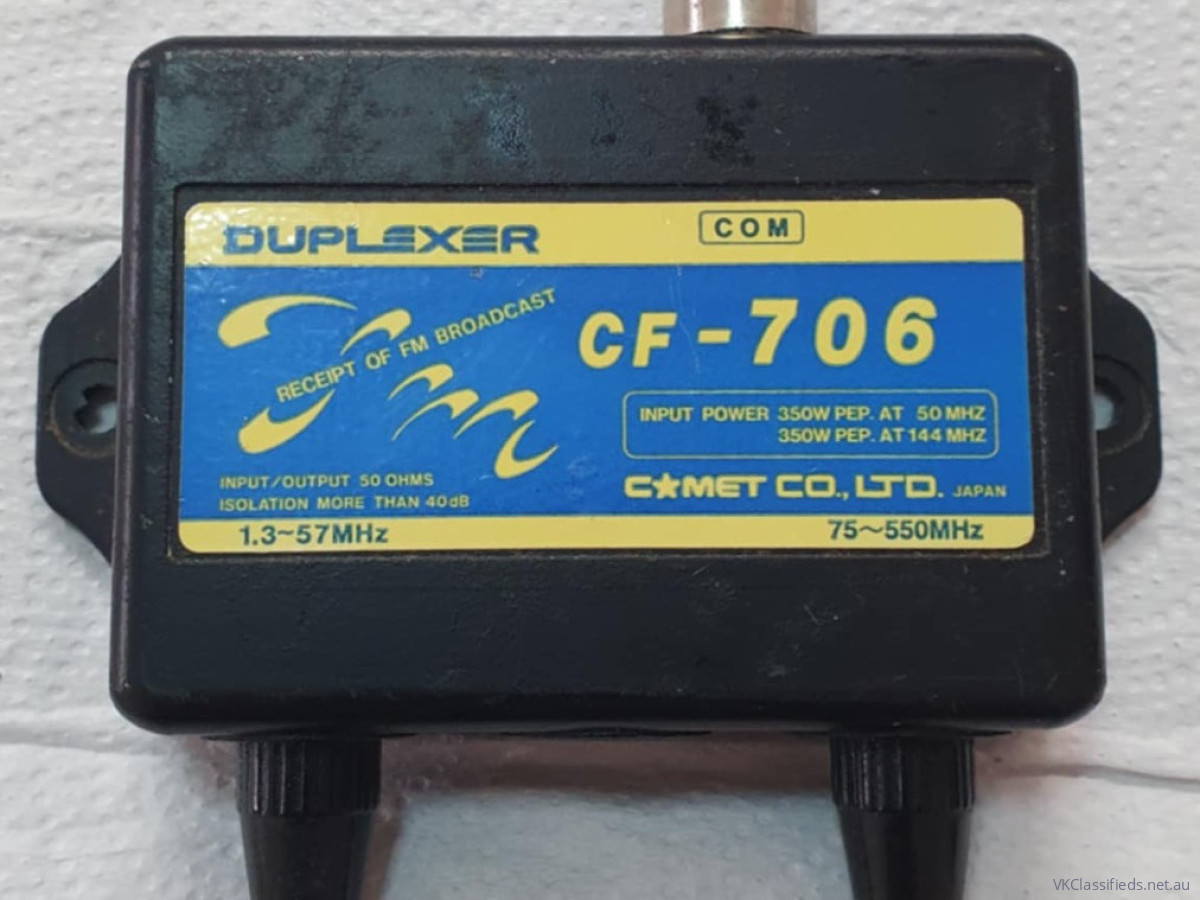 DUPLEXER
COM
RECEIPT OF FM BROADCAST
Fm
CF-706
INPUT POWER 350W PEP. AT 50 MHZ
350W PEP. AT 144 MHZ
INPUT/OUTPUT 50 OHMS
ISOLATION MORE THAN 40dB
C★MET CO., LTD. JAPAN
1.3~57MHz
75~550MHz
VKClassifieds.net.au